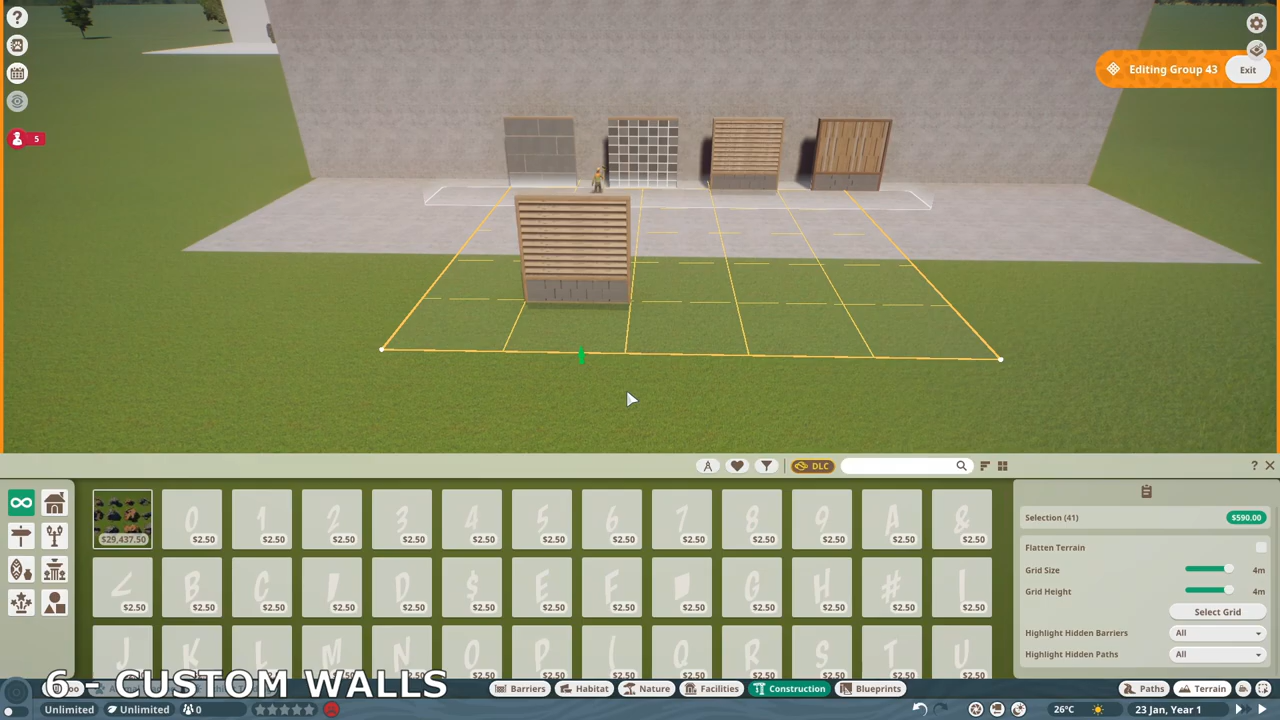 ?
Editing Group 43
Exit
5
DLC
?
$29,437.50
0
$2.50
1
$2.50
2
$2.50
3
$2.50
4
$2.50
5
$2.50
6
$2.50
7
$2.50
8
$2.50
9
$2.50
A
$2.50
&
$2.50
$2.50
B
$2.50
C
$2.50
$2.50
D
$2.50
$
$2.50
E
$2.50
F
$2.50
$2.50
G
$2.50
H
$2.50
#
$2.50
$2.50
J
K
L
M
N
O
P
(
Q
R
S
T
U
Selection (41)
$590.00
Flatten Terrain
Grid Size
4m
Grid Height
4m
Select Grid
Highlight Hidden Barriers
All
Highlight Hidden Paths
All
6 - CUSTOM WALLS
Barriers
Habitat
Nature
Facilities
Construction
Blueprints
Paths
Terrain
Unlimited
Unlimited
0
26°C
23 Jan, Year 1